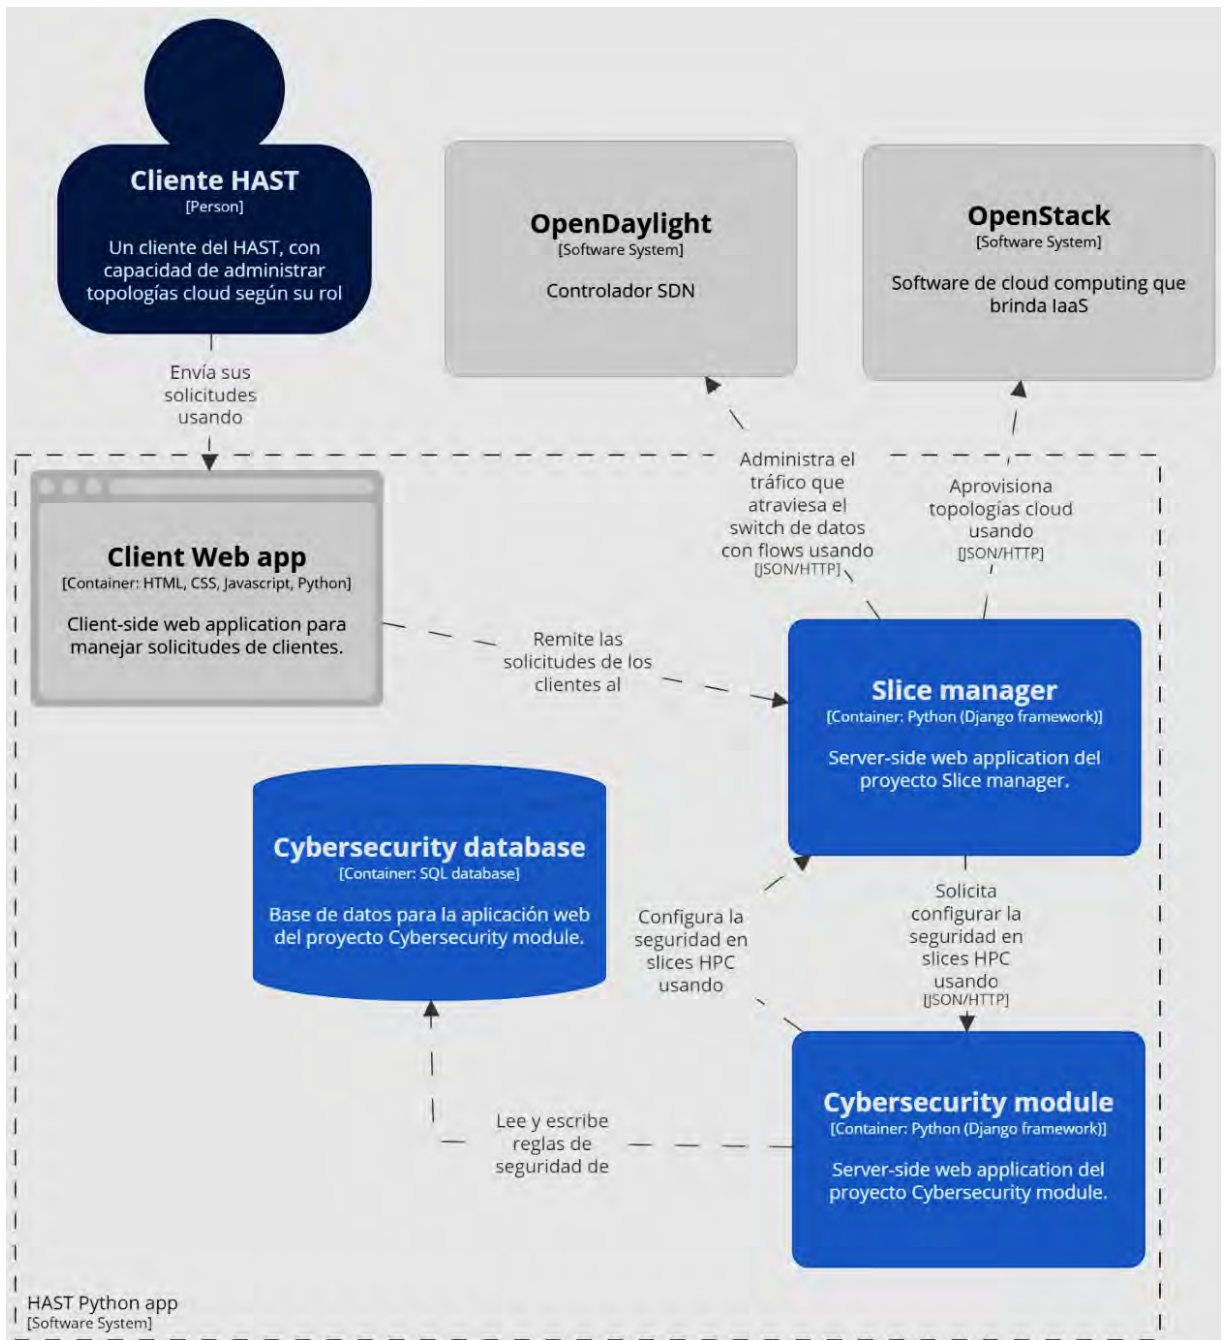 Cliente HAST
[Person]
Un cliente del HAST, con
capacidad de administrar
topologías cloud según su rol
OpenDaylight
[Software System]
Controlador SDN
OpenStack
[Software System]
Software de cloud computing que
brinda IaaS
Envía sus
solicitudes
usando
Administra el
tráfico que
atraviesa el
switch de datos
con flows usando
[JSON/HTTP]
Aprovisiona
topologías cloud
usando
[JSON/HTTP]
Client Web app
[Container: HTML, CSS, Javascript, Python]
Client-side web application para
manejar solicitudes de clientes.
Remite las
solicitudes de los
clientes al
Slice manager
[Container: Python (Django framework)]
Server-side web application del
proyecto Slice manager.
Cybersecurity database
[Container: SQL database]
Base de datos para la aplicación web
del proyecto Cybersecurity module.
Configura la
seguridad en
slices HPC
usando
Solicita
configurar la
seguridad en
slices HPC
usando
[JSON/HTTP]
Lee y escribe
reglas de
seguridad de
Cybersecurity module
[Container: Python (Django framework)]
Server-side web application del
proyecto Cybersecurity module.
HAST Python app
[Software System]